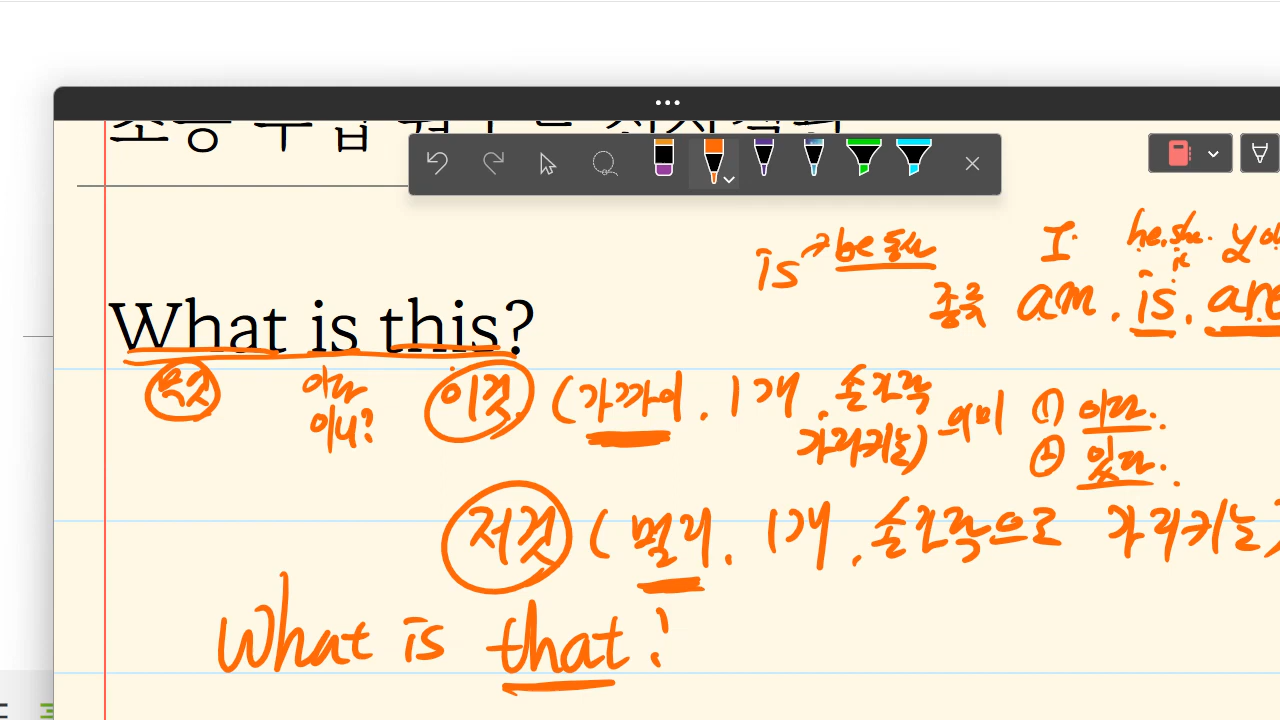 is → be동사 I he, she. it
종류 am. is. are
What is this?
무엇 이다 이것 (가까이. 1개. 손가락
이니? 가리키는) 의미 ① 이다.
② 있다.
저것 (멀리. 1개. 손가락으로 가리키는)
What is that?